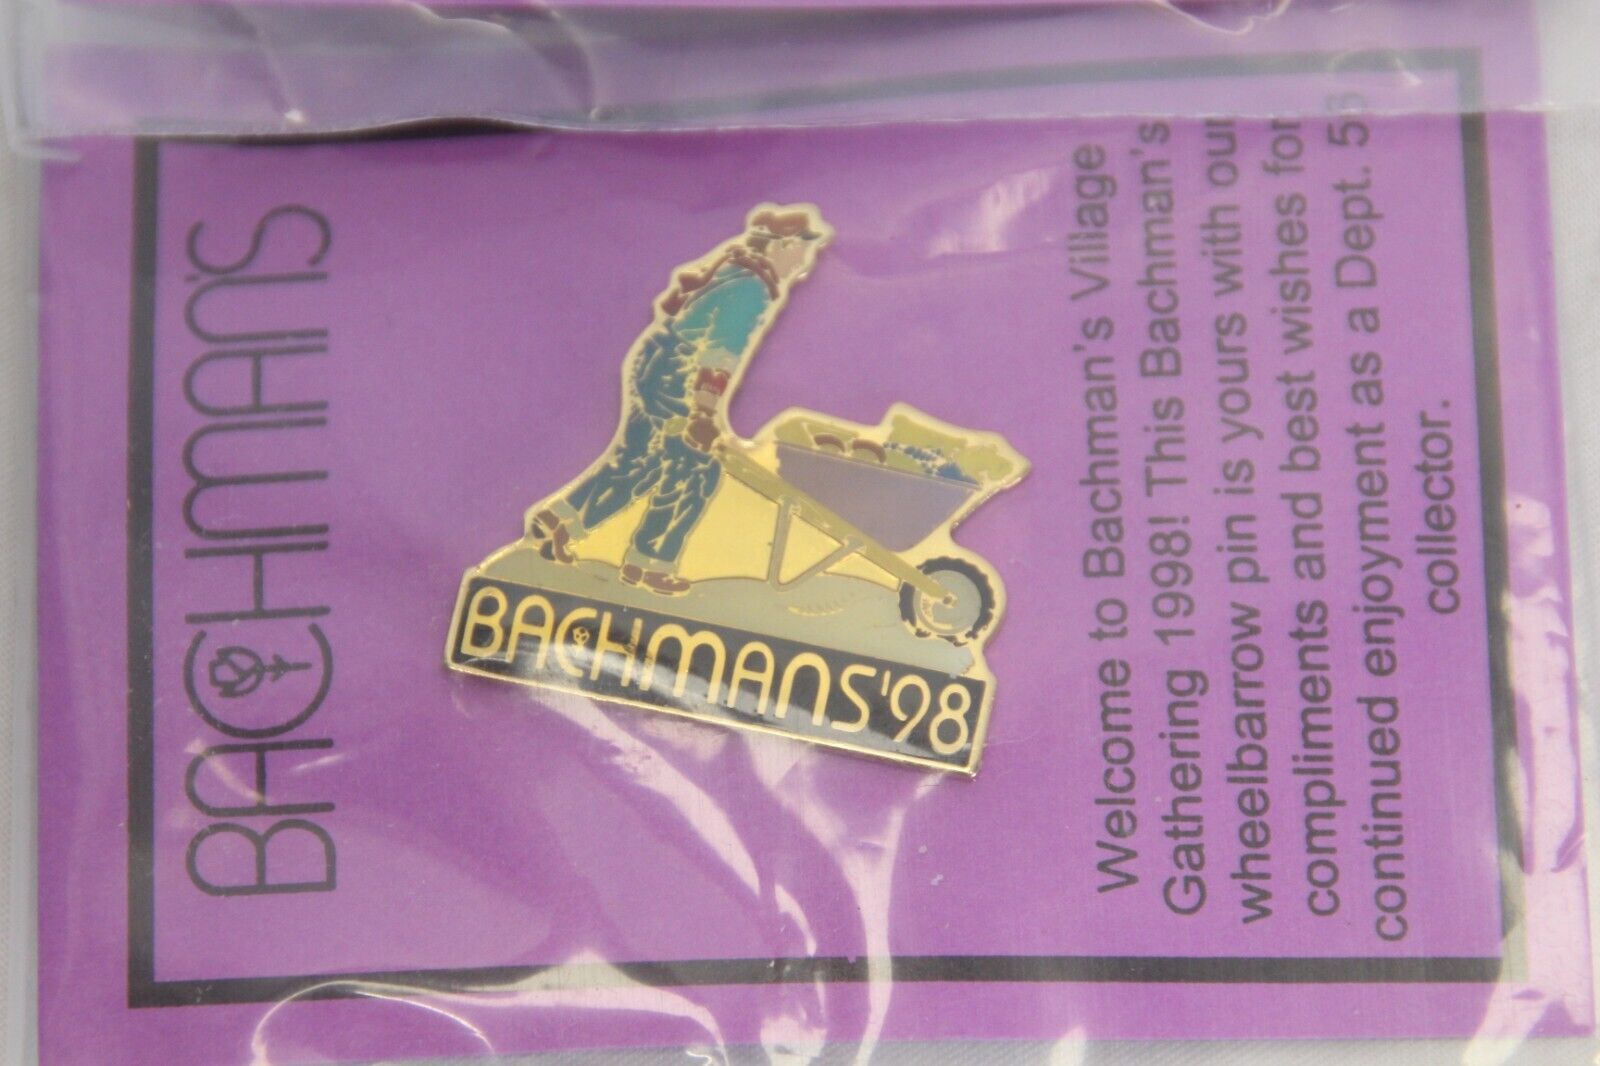 BACHMAN'S
BACHMANS '98
Welcome to Bachman's Village
Gathering 1998! This Bachman's
wheelbarrow pin is yours with our
compliments and best wishes for
continued enjoyment as a Dept. 56
collector.